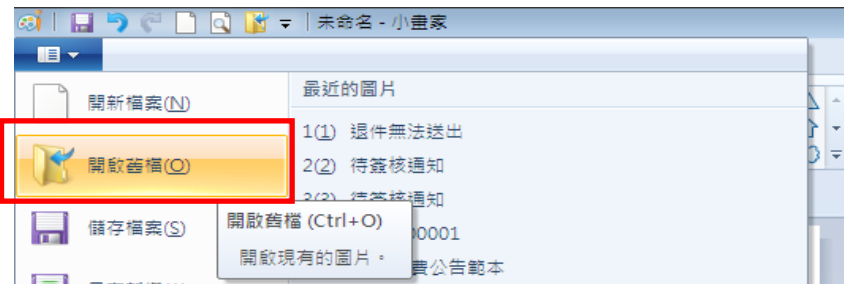 未命名 - 小畫家
開新檔案(N)
開啟舊檔(O)
儲存檔案(S)
最近的圖片
1(1) 退件無法送出
2(2) 待簽核通知
3(3) 待簽核通知
開啟舊檔 (Ctrl+O)
開啟現有的圖片。
00001
費公告範本